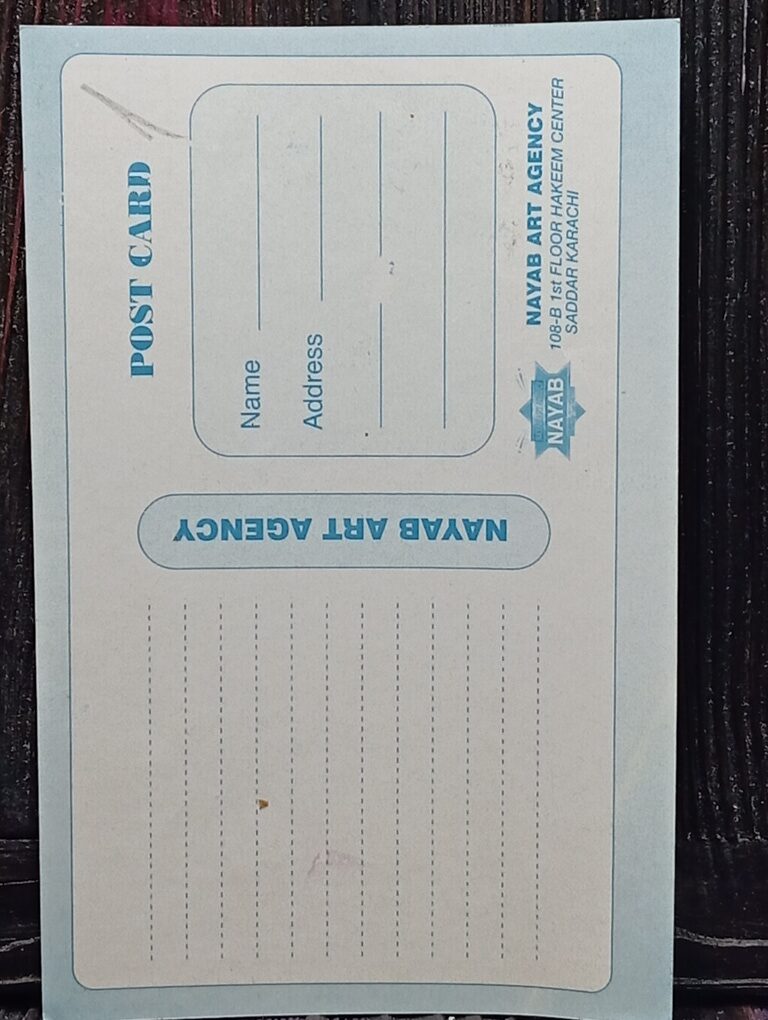 POST CARD
Name
Address
NAYAB
NAYAB ART AGENCY
108-B 1st FLOOR HAKEEM CENTER
SADDAR KARACHI
NAYAB ART AGENCY